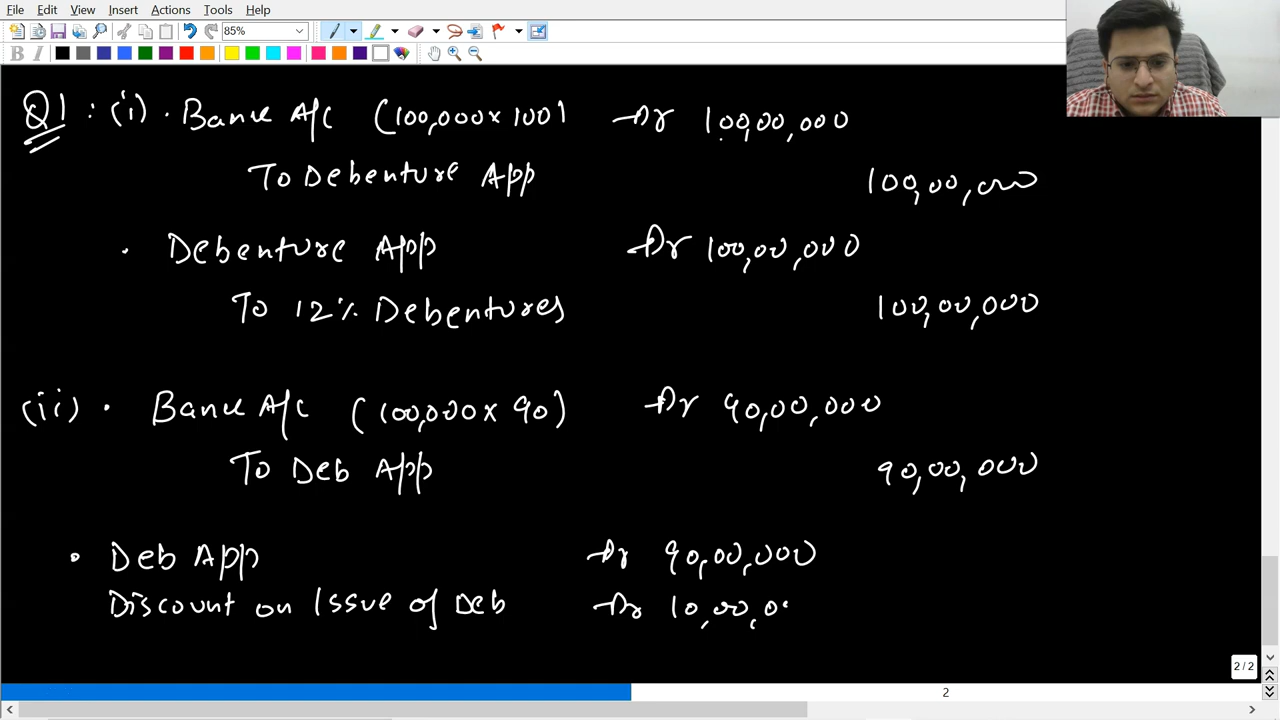 File Edit View Insert Actions Tools Help
85%
B I
Q1 : (i) . Bank A/C (100,000 x 100) Dr 100,00,000
To Debenture App 100,00,000
. Debenture App Dr 100,00,000
To 12% Debentures 100,00,000
(ii) . Bank A/C (100,000 x 90) Dr 90,00,000
To Deb App 90,00,000
. Deb App Dr 90,00,000
Discount on Issue of Deb Dr 10,00,00
2 / 2
2